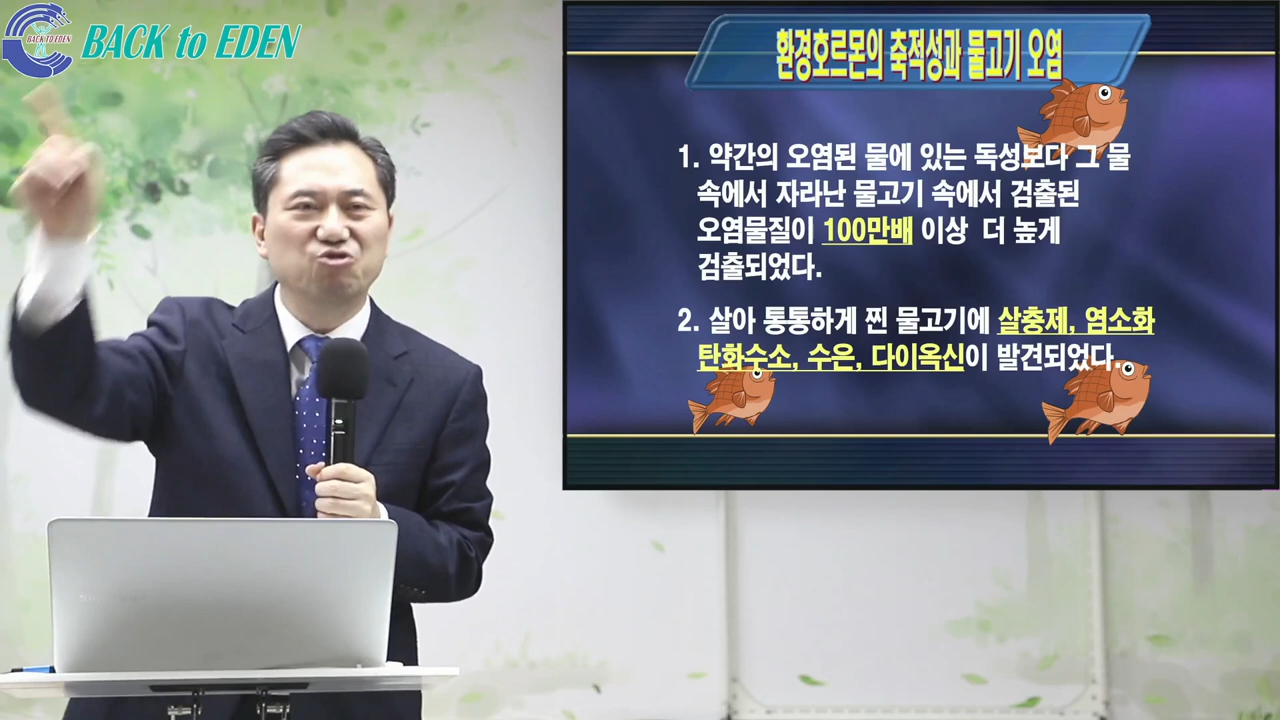 BACK TO EDEN
BACK to EDEN
환경호르몬의 축적성과 물고기 오염
1. 약간의 오염된 물에 있는 독성보다 그 물
속에서 자라난 물고기 속에서 검출된
오염물질이 100만배 이상 더 높게
검출되었다.
2. 살아 통통하게 찐 물고기에 살충제, 염소화
탄화수소, 수은, 다이옥신이 발견되었다.